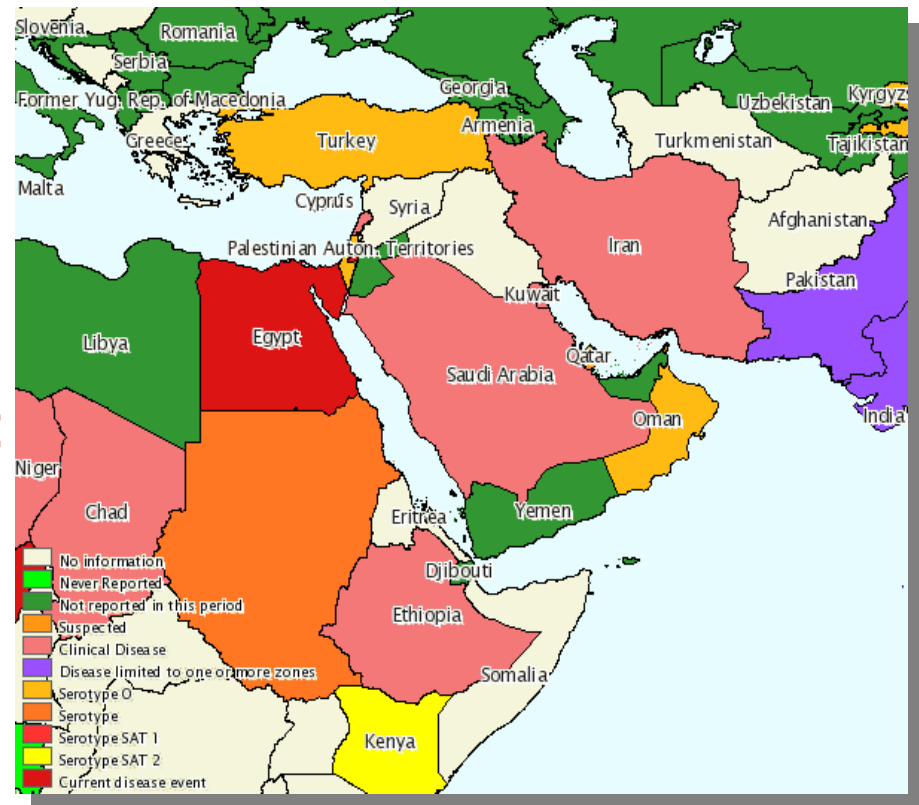 Slovenia
Romania
Serbia
Former Yug. Rep. of Macedonia
Georgia
Uzbekistan
Kyrgyz
Greece
Turkey
Armenia
Turkmenistan
Tajikistan
Malta
Cyprus
Syria
Afghanistan
Palestinian Auton. Territories
Iran
Pakistan
Kuwait
Libya
Egypt
Saudi Arabia
Qatar
Oman
India
Niger
Chad
Eritrea
Yemen
Djibouti
Ethiopia
Somalia
Kenya
No information
Never Reported
Not reported in this period
Suspected
Clinical Disease
Disease limited to one or more zones
Serotype O
Serotype
Serotype SAT 1
Serotype SAT 2
Current disease event